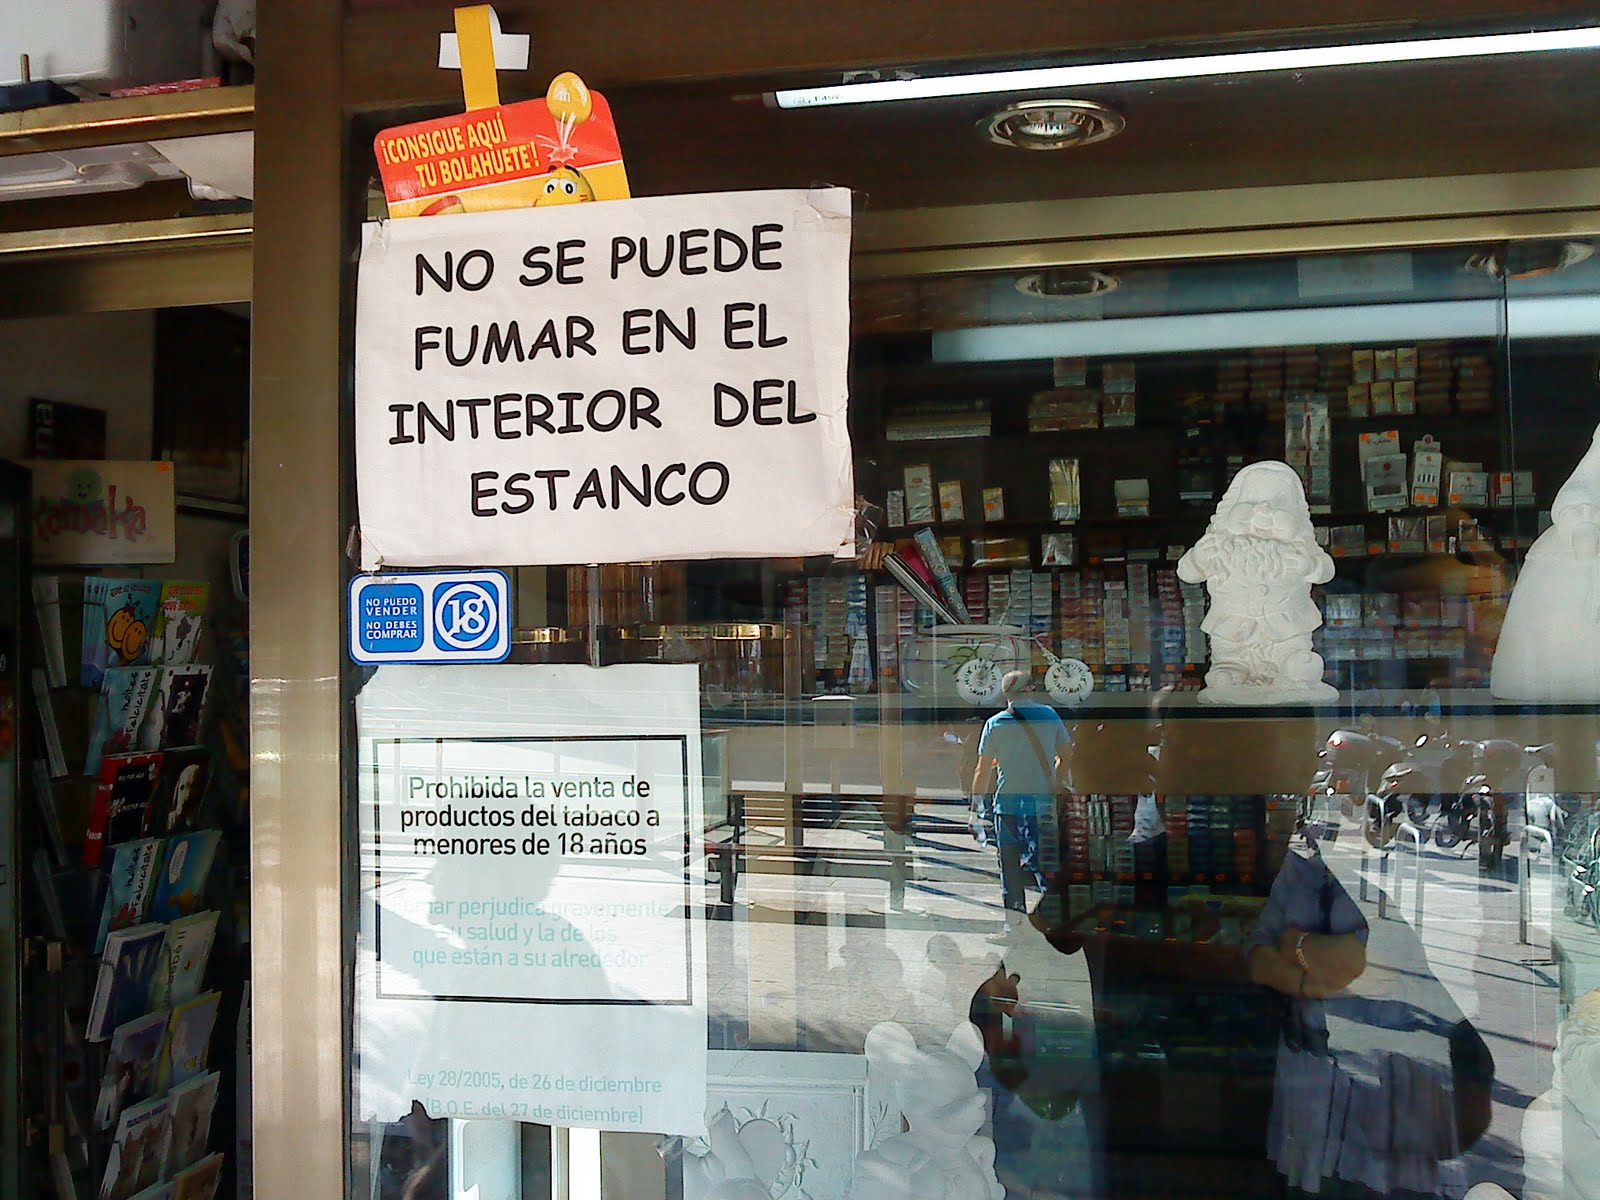 ¡CONSIGUE AQUÍ
TU BOLAHUETE!
m
NO SE PUEDE
FUMAR EN EL
INTERIOR DEL
ESTANCO
NO PUEDO
VENDER
NO DEBES
COMPRAR
18
Prohibida la venta de
productos del tabaco a
menores de 18 años
Fumar perjudica gravemente
su salud y la de los
que están a su alrededor
Ley 28/2005, de 26 de diciembre
(B.O.E. del 27 de diciembre)